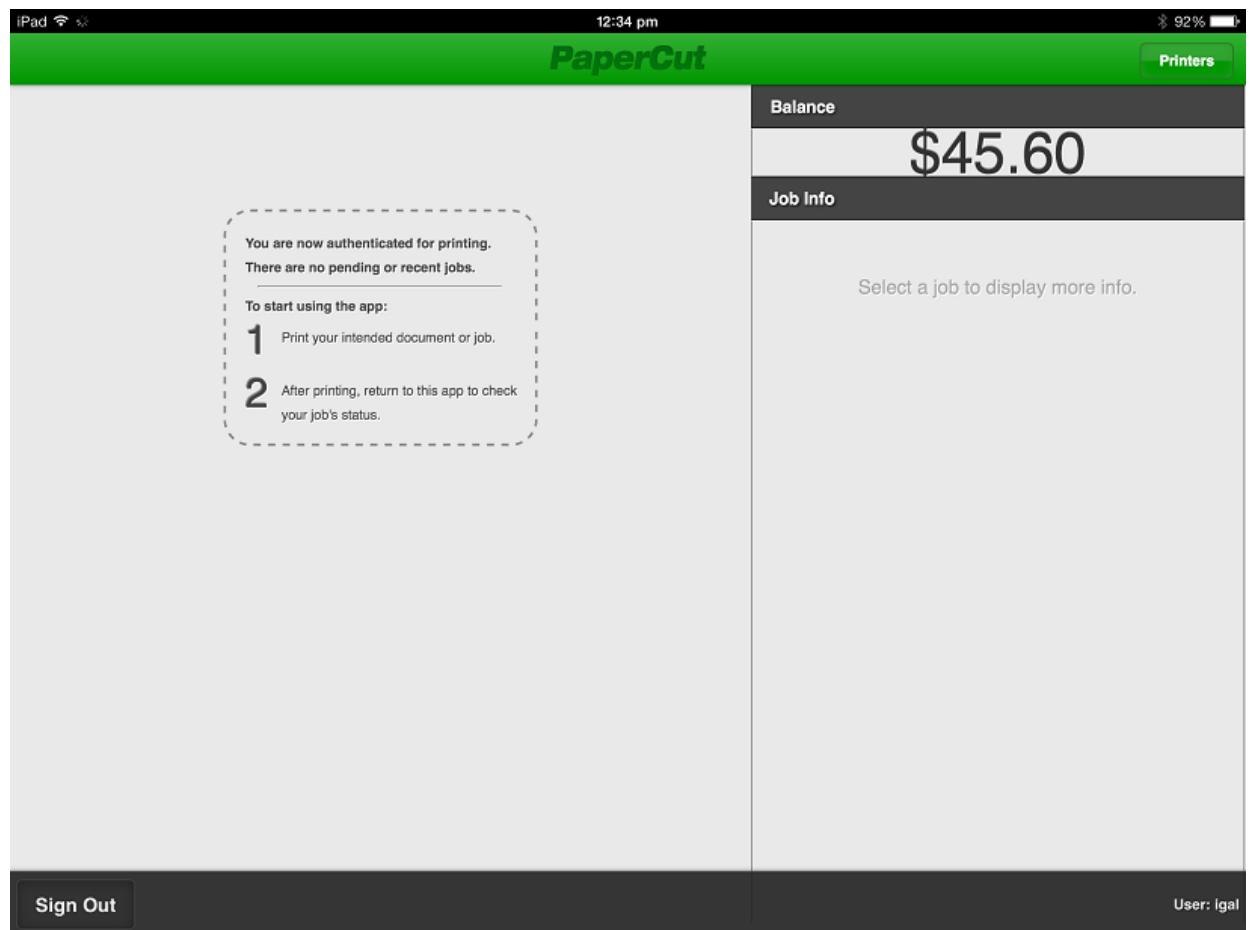 iPad 12:34 pm 92%
PaperCut Printers
Balance
$45.60
Job Info
You are now authenticated for printing.
There are no pending or recent jobs.
To start using the app:
1 Print your intended document or job.
2 After printing, return to this app to check
your job's status.
Select a job to display more info.
Sign Out User: igal